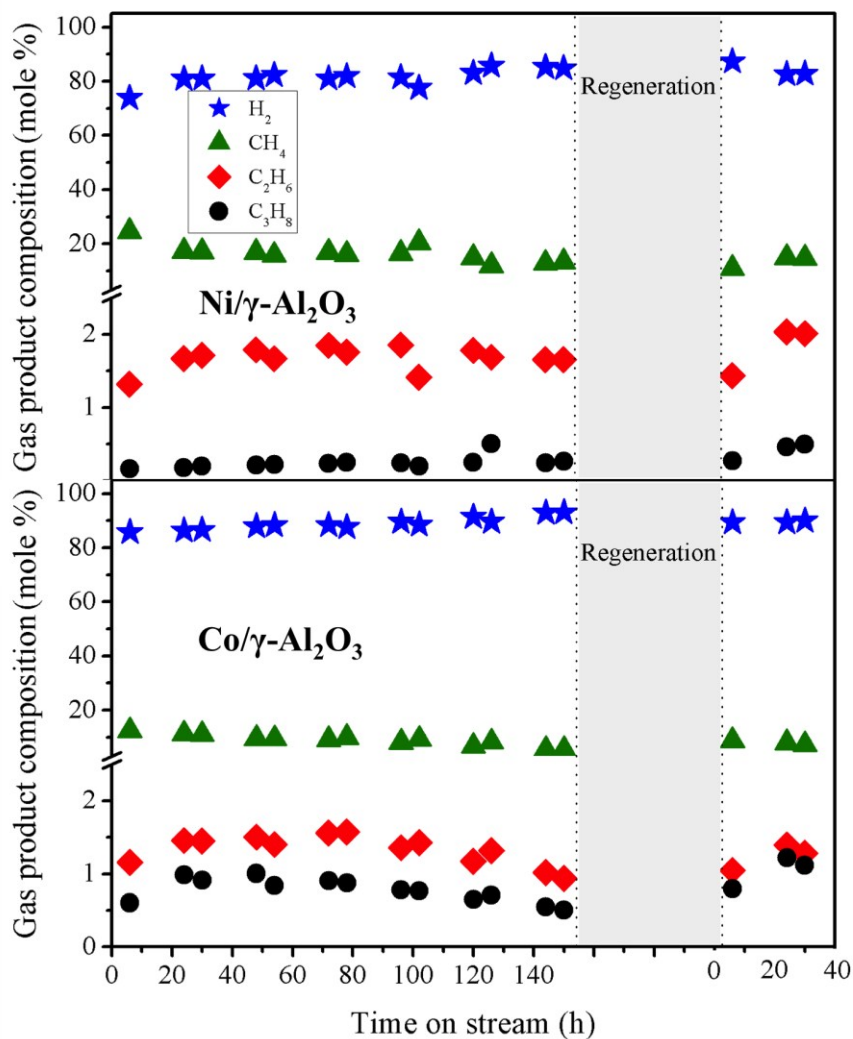 Gas product composition (mole %)
100
80
60
40
20
2
1
H₂
CH₄
C₂H₆
C₃H₈
Regeneration
Ni/γ-Al₂O₃
Gas product composition (mole %)
100
80
60
40
20
2
1
0
Regeneration
Co/γ-Al₂O₃
0 20 40 60 80 100 120 140 0 20 40
Time on stream (h)